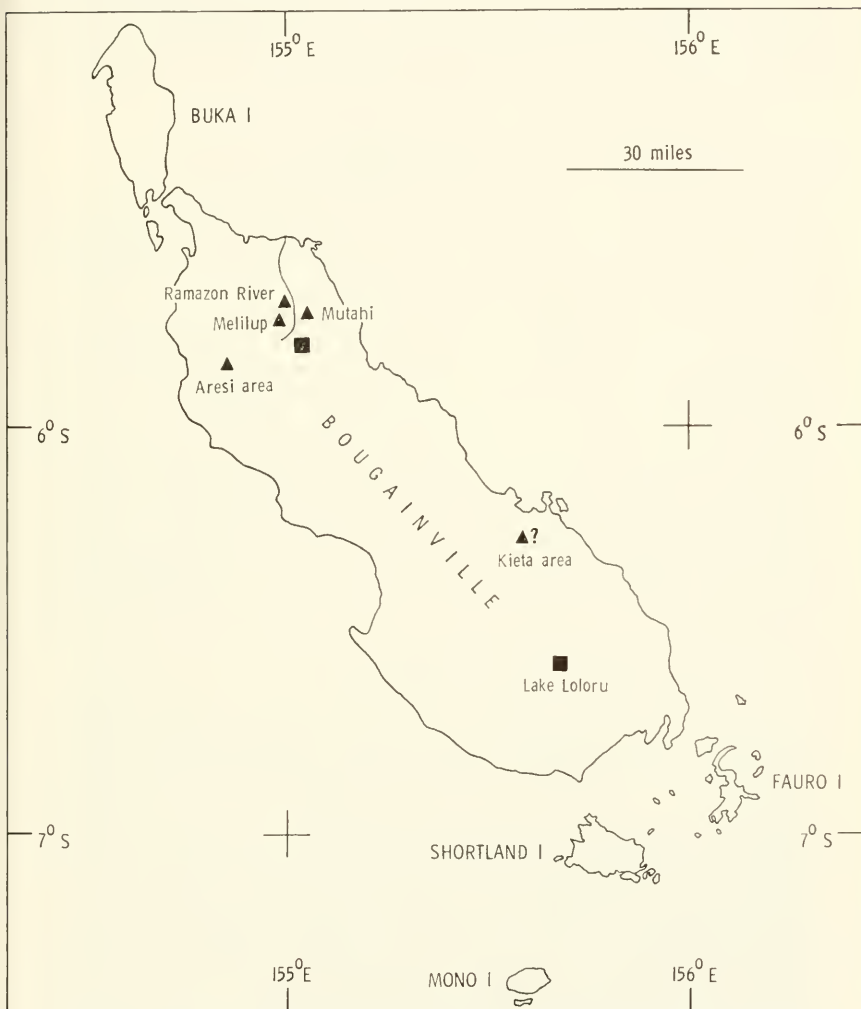 155° E
156° E
BUKA I
30 miles
Ramazon River
Melilup
Mutahi
Aresi area
6° S
6° S
BOUGAINVILLE
?
Kieta area
Lake Loloru
FAURO I
7° S
7° S
SHORTLAND I
155° E
156° E
MONO I